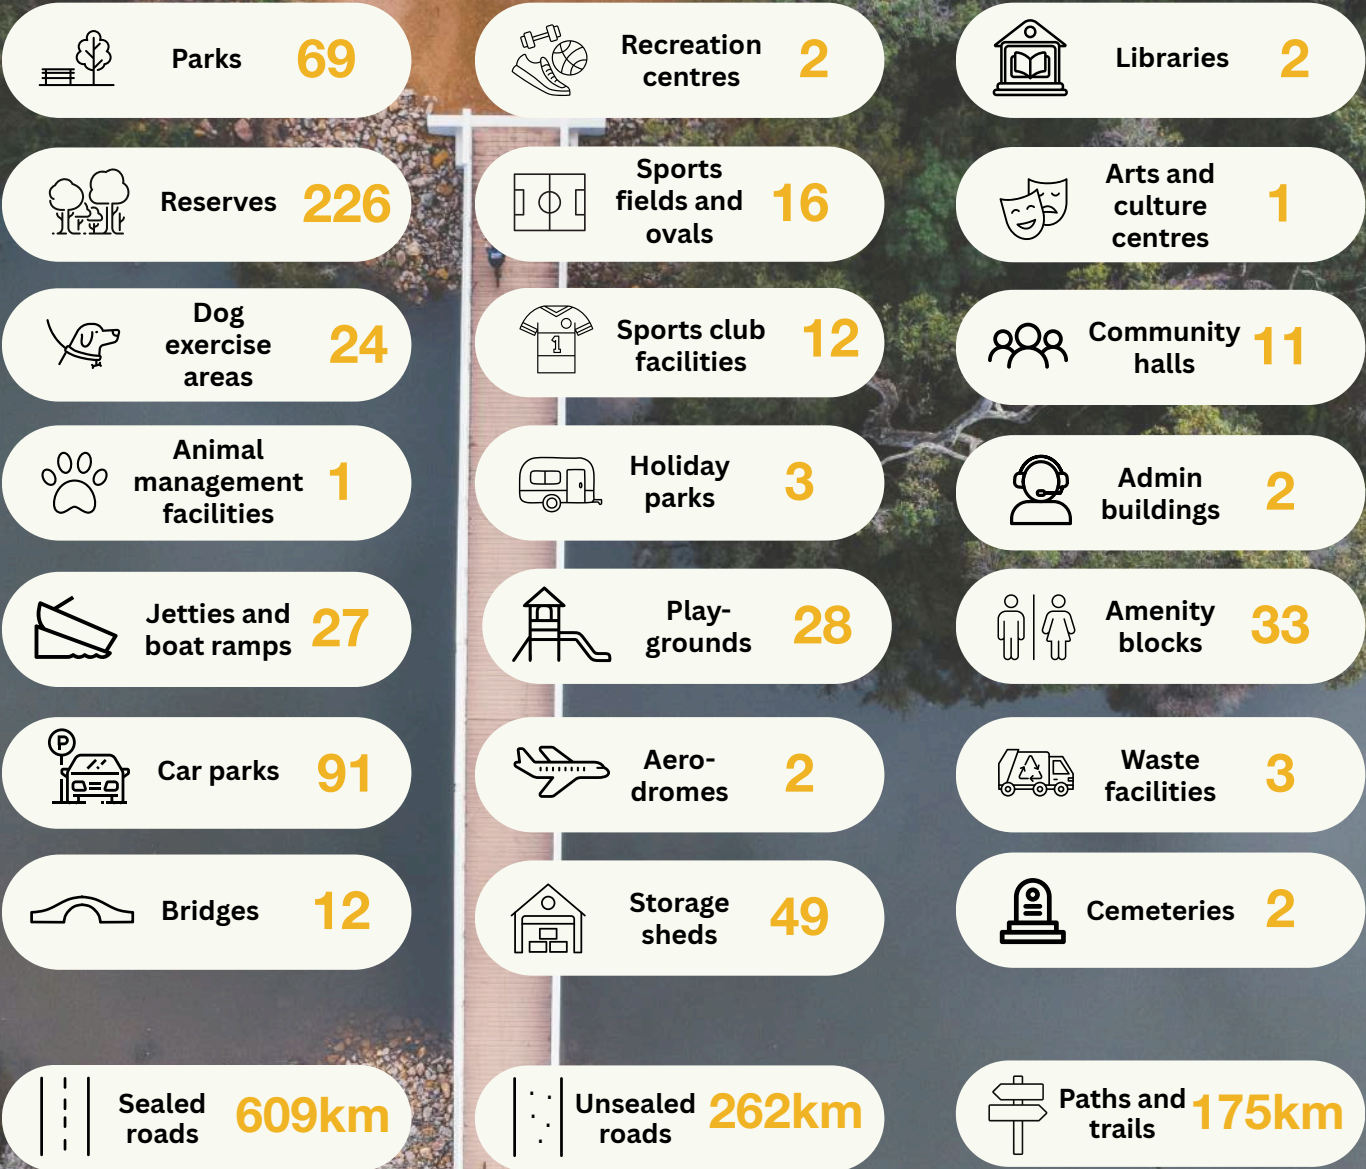 Parks 69
Recreation
centres 2
Libraries 2
Reserves 226
Sports
fields and
ovals 16
Arts and
culture
centres 1
Dog
exercise
areas 24
1
Sports club
facilities 12
Community
halls 11
Animal
management
facilities 1
Holiday
parks 3
Admin
buildings 2
Jetties and
boat ramps 27
Play-
grounds 28
Amenity
blocks 33
P
Car parks 91
Aero-
dromes 2
Waste
facilities 3
Bridges 12
Storage
sheds 49
Cemeteries 2
Sealed
roads 609km
Unsealed
roads 262km
Paths and
trails 175km